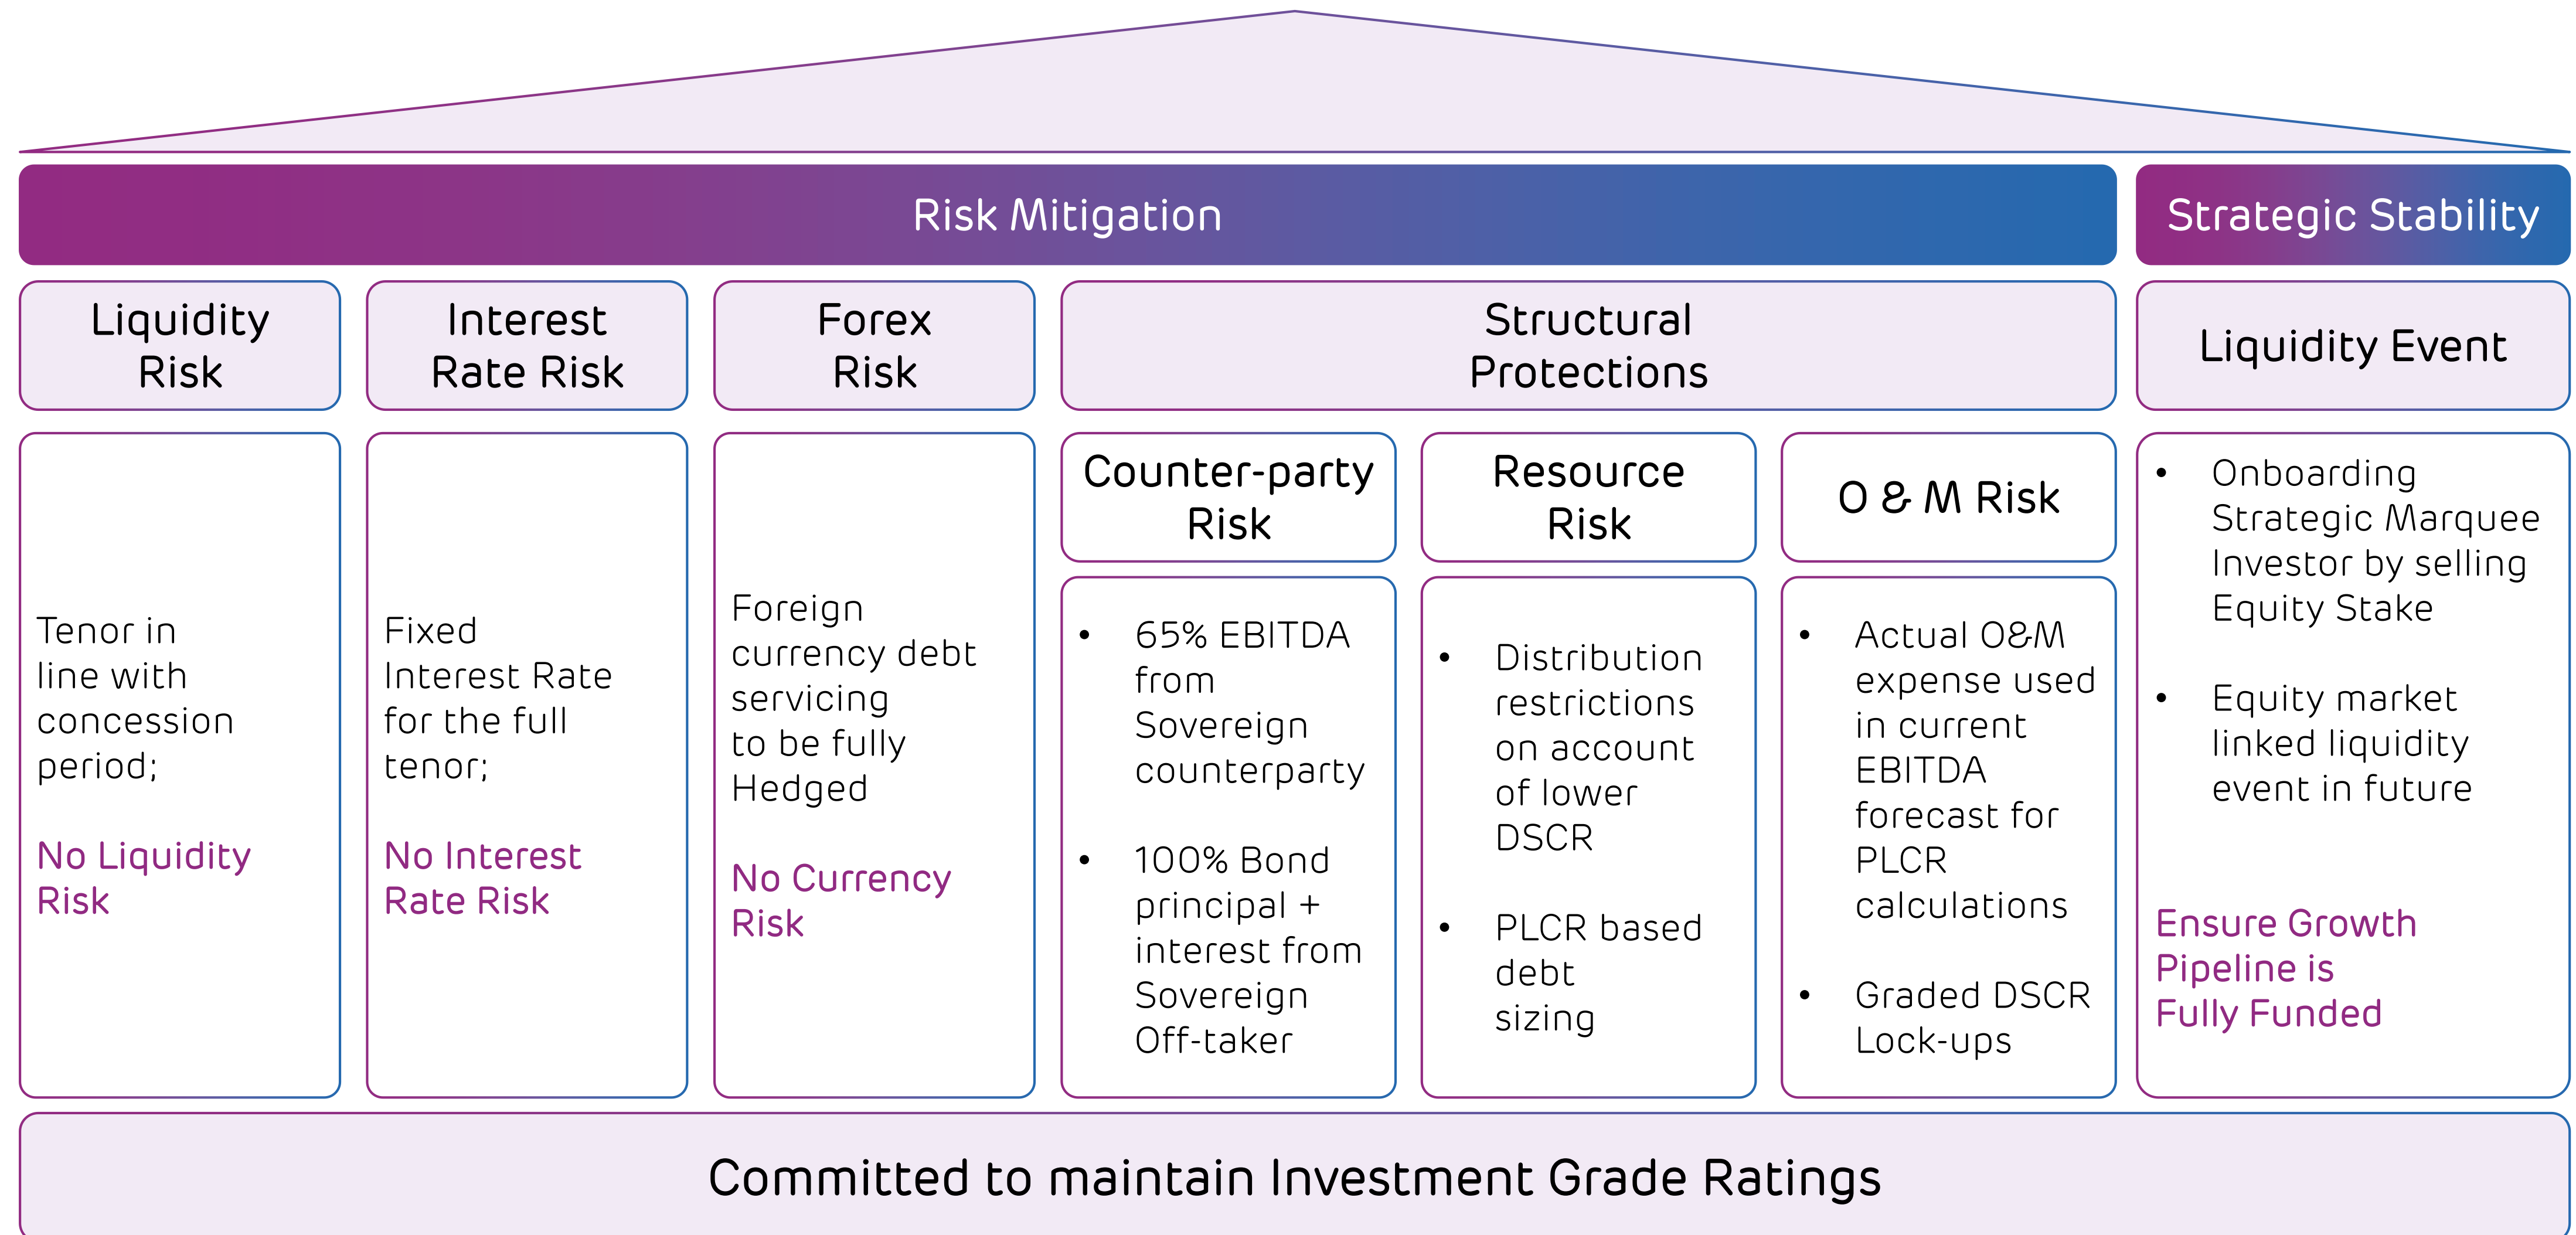 Risk Mitigation
Strategic Stability
Liquidity
Risk
Interest
Rate Risk
Forex
Risk
Structural
Protections
Liquidity Event
Tenor in
line with
concession
period;
No Liquidity
Risk
Fixed
Interest Rate
for the full
tenor;
No Interest
Rate Risk
Foreign
currency debt
servicing
to be fully
Hedged
No Currency
Risk
Counter-party
Risk
• 65% EBITDA
from
Sovereign
counterparty
• 100% Bond
principal +
interest from
Sovereign
Off-taker
Resource
Risk
• Distribution
restrictions
on account
of lower
DSCR
• PLCR based
debt
sizing
O & M Risk
• Actual O&M
expense used
in current
EBITDA
forecast for
PLCR
calculations
• Graded DSCR
Lock-ups
• Onboarding
Strategic Marquee
Investor by selling
Equity Stake
• Equity market
linked liquidity
event in future
Ensure Growth
Pipeline is
Fully Funded
Committed to maintain Investment Grade Ratings